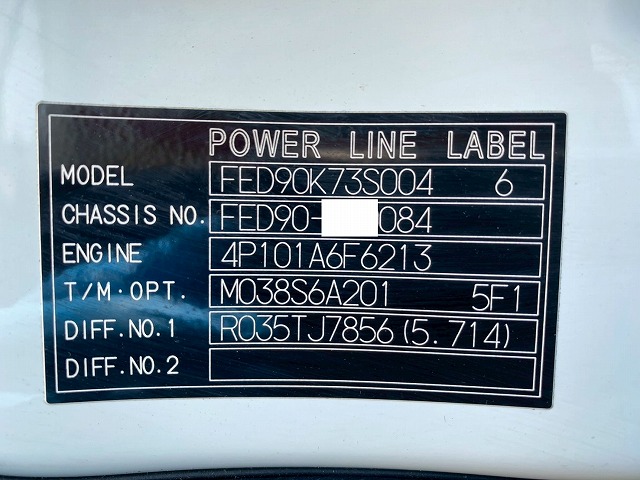 POWER LINE LABEL
MODEL FED90K73S004 6
CHASSIS NO. FED90- 084
ENGINE 4P101A6F6213
T/M·OPT. M038S6A201 5F1
DIFF.NO.1 R035TJ7856(5.714)
DIFF.NO.2